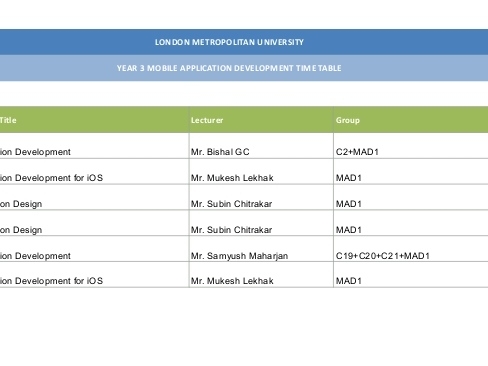 LONDON METROPOLITAN UNIVERSITY
YEAR 3 MOBILE APPLICATION DEVELOPMENT TIME TABLE
Title Lecturer Group
ion Development Mr. Bishal GC C2+MAD1
ion Development for iOS Mr. Mukesh Lekhak MAD1
on Design Mr. Subin Chitrakar MAD1
on Design Mr. Subin Chitrakar MAD1
ion Development Mr. Samyush Maharjan C19+C20+C21+MAD1
ion Development for iOS Mr. Mukesh Lekhak MAD1